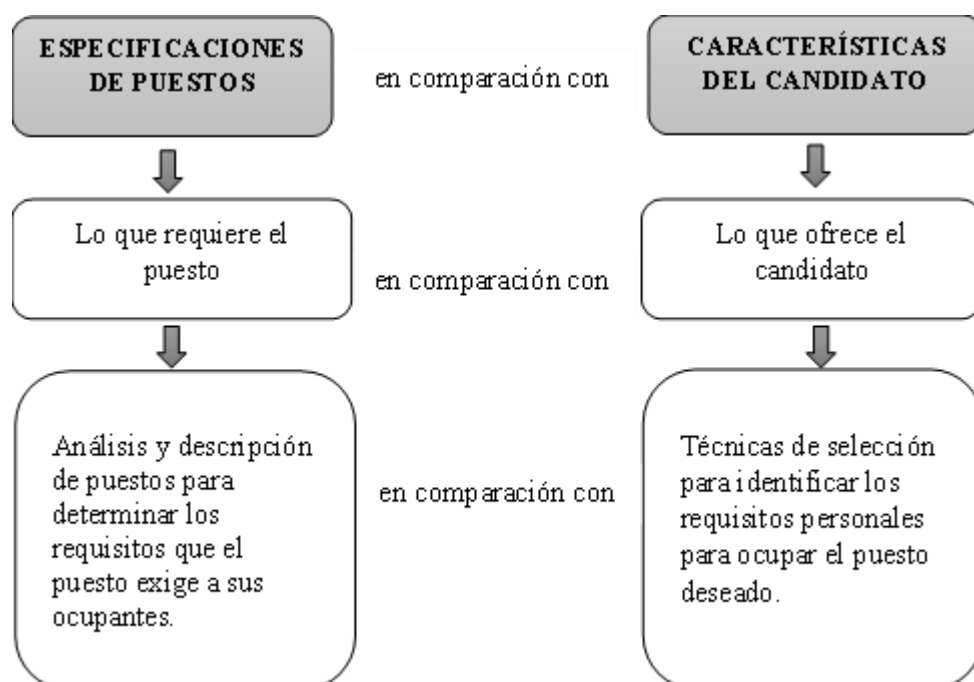 ESPECIFICACIONES
DE PUESTOS
en comparación con
CARACTERÍSTICAS
DEL CANDIDATO
Lo que requiere el
puesto
en comparación con
Lo que ofrece el
candidato
Análisis y descripción
de puestos para
determinar los
requisitos que el
puesto exige a sus
ocupantes.
en comparación con
Técnicas de selección
para identificar los
requisitos personales
para ocupar el puesto
deseado.